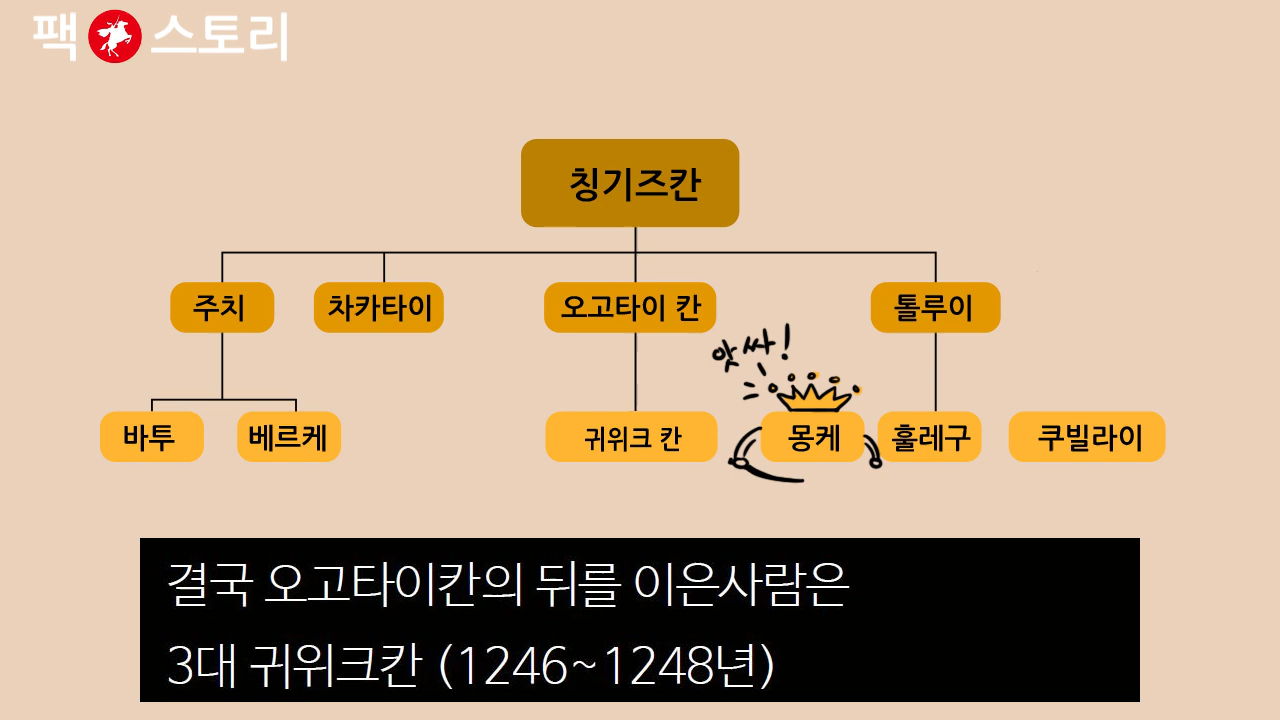 팩 스토리
칭기즈칸
주치 차카타이 오고타이 칸 톨루이
앗싸!
바투 베르케 귀위크 칸 몽케 훌레구 쿠빌라이
결국 오고타이칸의 뒤를 이은사람은
3대 귀위크칸 (1246~1248년)